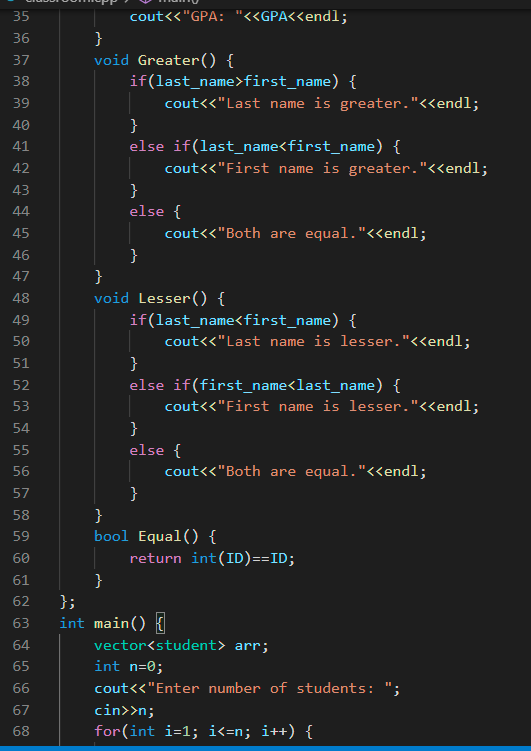 classroom.cpp > main()
35 cout<<"GPA: "<<GPA<<endl;
36 }
37 void Greater() {
38 if(last_name>first_name) {
39 cout<<"Last name is greater."<<endl;
40 }
41 else if(last_name<first_name) {
42 cout<<"First name is greater."<<endl;
43 }
44 else {
45 cout<<"Both are equal."<<endl;
46 }
47 }
48 void Lesser() {
49 if(last_name<first_name) {
50 cout<<"Last name is lesser."<<endl;
51 }
52 else if(first_name<last_name) {
53 cout<<"First name is lesser."<<endl;
54 }
55 else {
56 cout<<"Both are equal."<<endl;
57 }
58 }
59 bool Equal() {
60 return int(ID)==ID;
61 }
62 };
63 int main() {
64 vector<student> arr;
65 int n=0;
66 cout<<"Enter number of students: ";
67 cin>>n;
68 for(int i=1; i<=n; i++) {